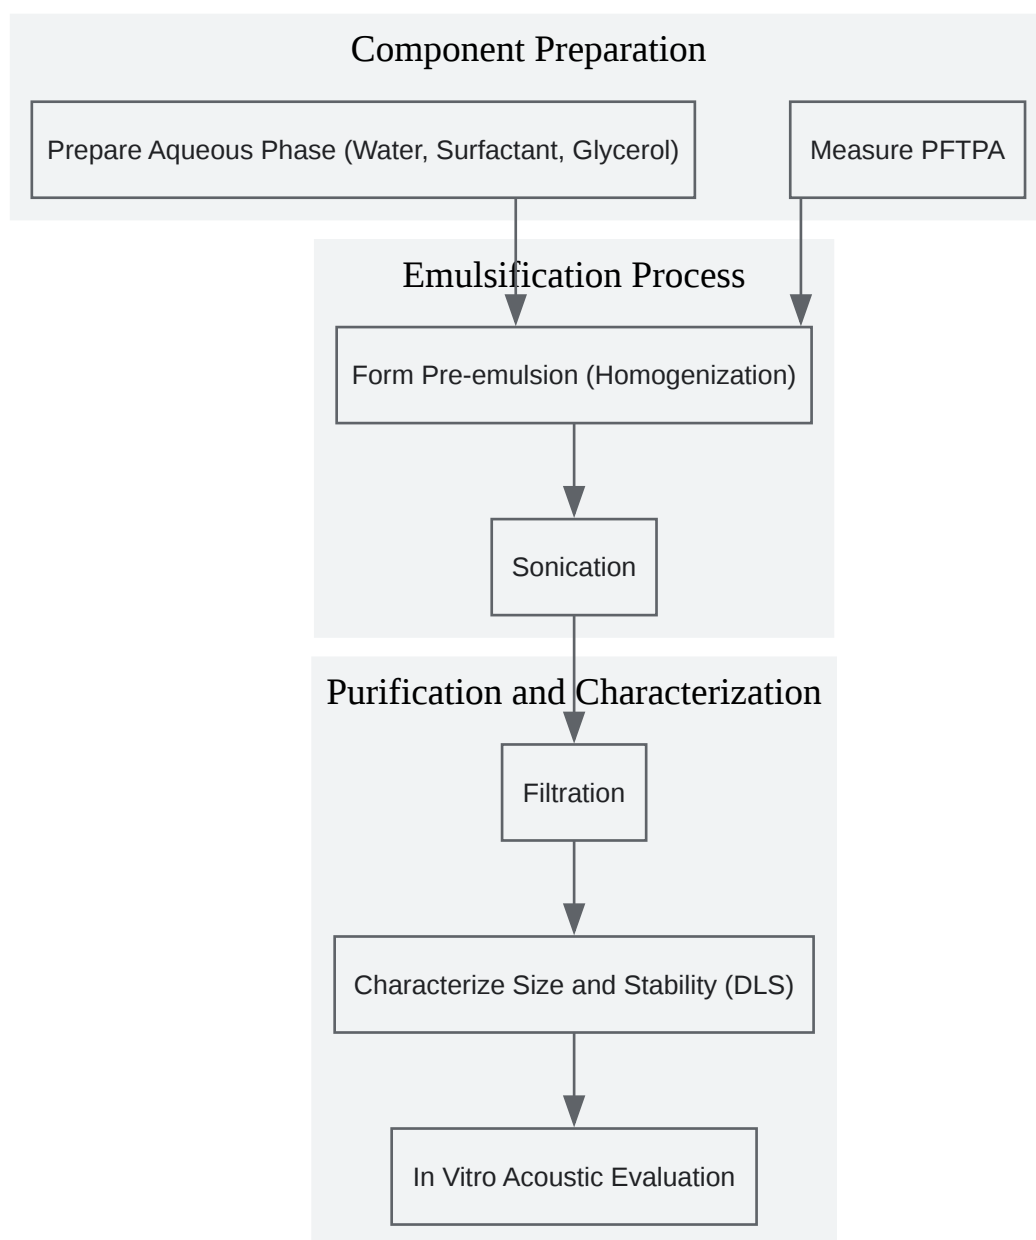 Component Preparation
Prepare Aqueous Phase (Water, Surfactant, Glycerol)
Measure PFTPA
Emulsification Process
Form Pre-emulsion (Homogenization)
Sonication
Purification and Characterization
Filtration
Characterize Size and Stability (DLS)
In Vitro Acoustic Evaluation